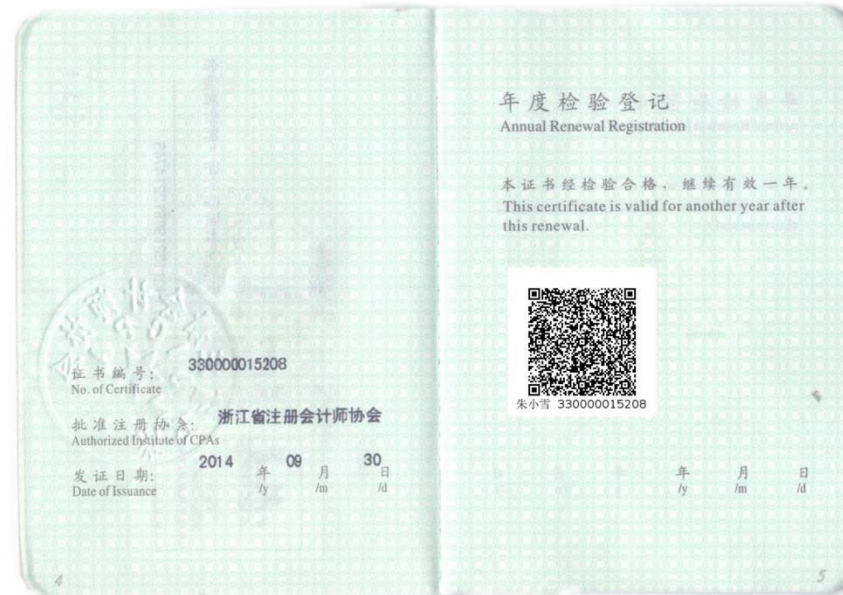 证书编号: 330000015208
No. of Certificate
批准注册协会: 浙江省注册会计师协会
Authorized Institute of CPAs
发证日期: 2014 年 09 月 30 日
Date of Issuance /y /m /d
4
年度检验登记
Annual Renewal Registration
本证书经检验合格，继续有效一年。
This certificate is valid for another year after
this renewal.
朱小雪 330000015208
年 月 日
/y /m /d
5